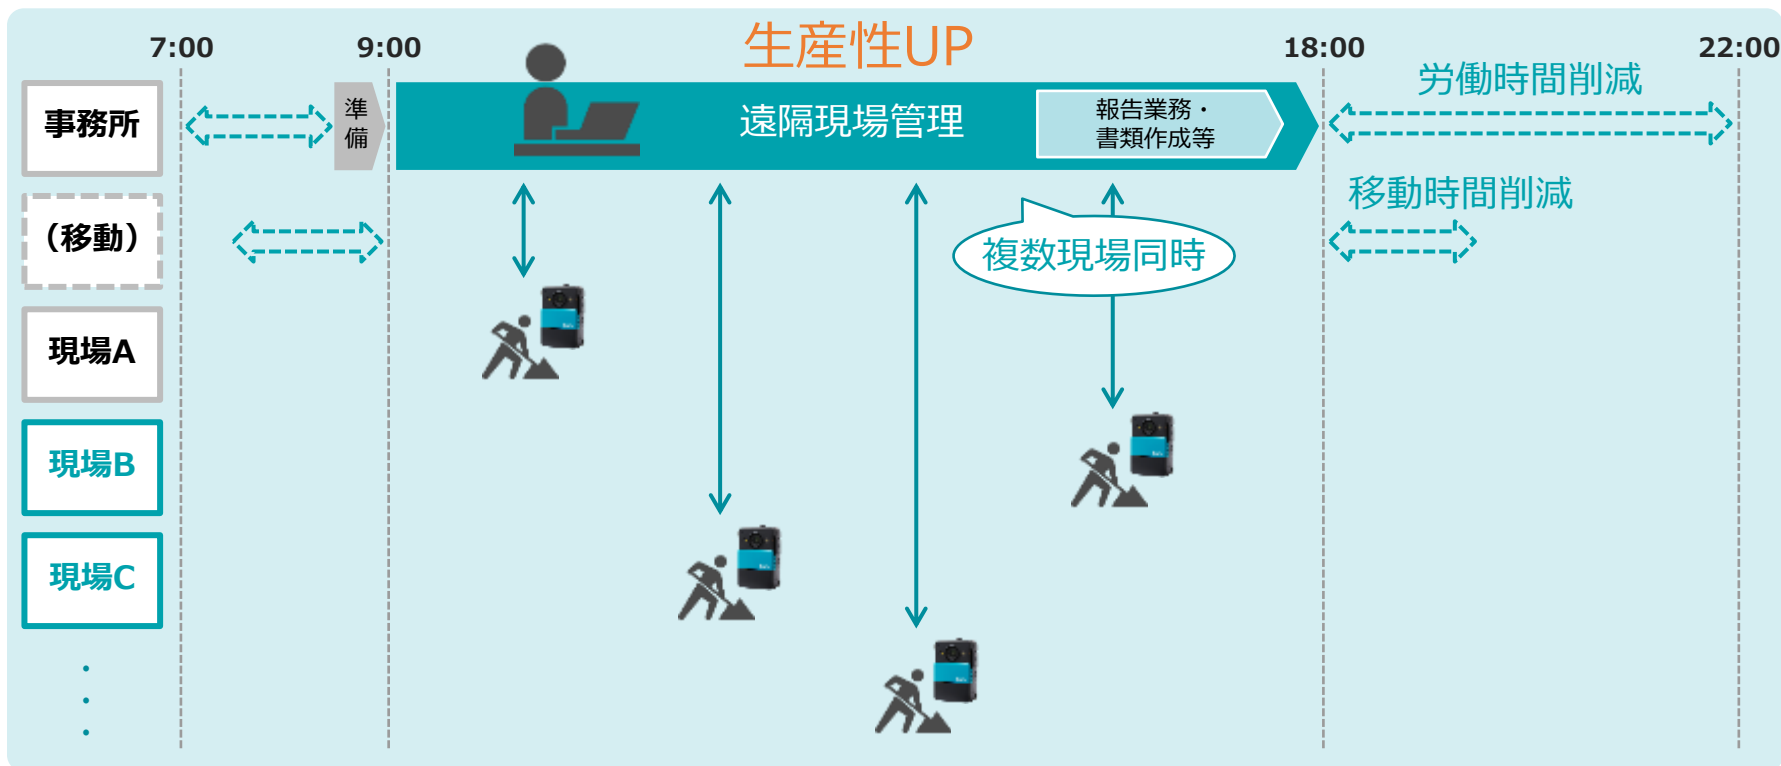 生産性UP
7:00
9:00
18:00
22:00
事務所
準
備
遠隔現場管理
報告業務・
書類作成等
労働時間削減
（移動）
移動時間削減
複数現場同時
現場A
現場B
現場C
・
・
・